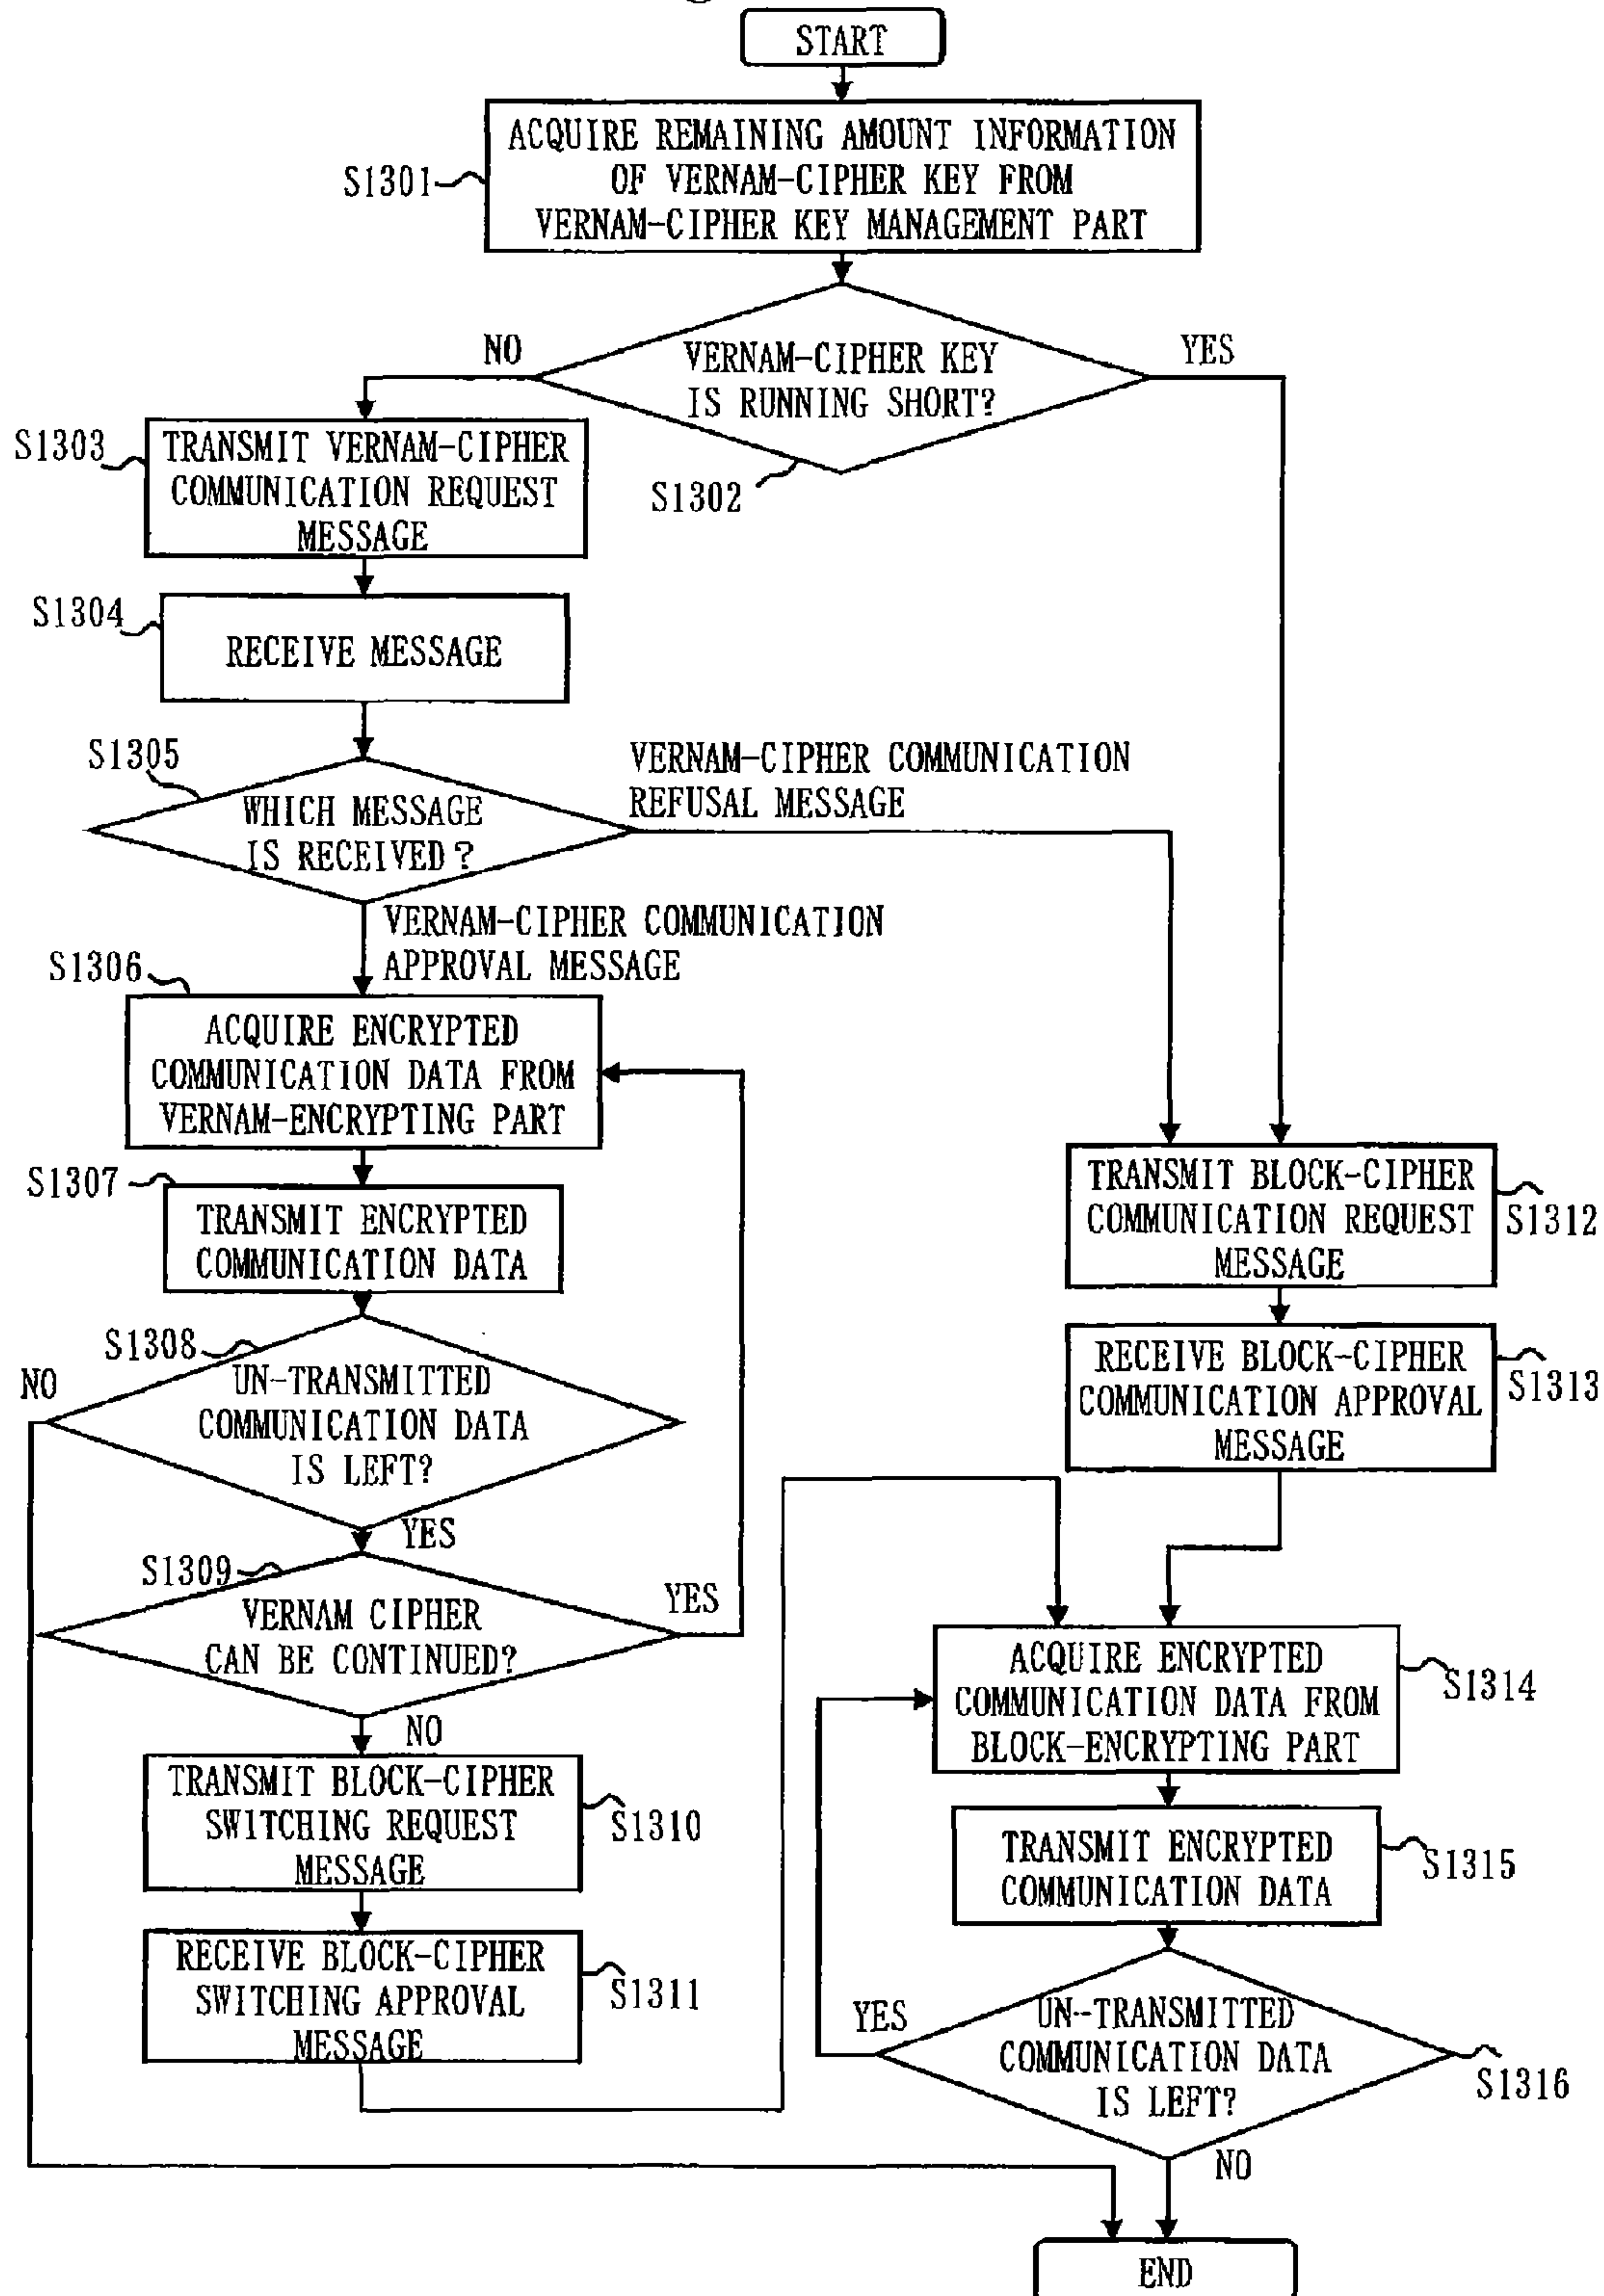 START
ACQUIRE REMAINING AMOUNT INFORMATION
OF VERNAM-CIPHER KEY FROM
VERNAM-CIPHER KEY MANAGEMENT PART
S1301
NO
VERNAM-CIPHER KEY
IS RUNNING SHORT?
YES
S1302
S1303
TRANSMIT VERNAM-CIPHER
COMMUNICATION REQUEST
MESSAGE
S1304
RECEIVE MESSAGE
S1305
WHICH MESSAGE
IS RECEIVED?
VERNAM-CIPHER COMMUNICATION
REFUSAL MESSAGE
VERNAM-CIPHER COMMUNICATION
APPROVAL MESSAGE
S1306
ACQUIRE ENCRYPTED
COMMUNICATION DATA FROM
VERNAM-ENCRYPTING PART
S1307
TRANSMIT ENCRYPTED
COMMUNICATION DATA
S1308
NO
UN-TRANSMITTED
COMMUNICATION DATA
IS LEFT?
YES
S1309
VERNAM CIPHER
CAN BE CONTINUED?
YES
NO
TRANSMIT BLOCK-CIPHER
SWITCHING REQUEST
MESSAGE
S1310
RECEIVE BLOCK-CIPHER
SWITCHING APPROVAL
MESSAGE
S1311
TRANSMIT BLOCK-CIPHER
COMMUNICATION REQUEST
MESSAGE
S1312
RECEIVE BLOCK-CIPHER
COMMUNICATION APPROVAL
MESSAGE
S1313
ACQUIRE ENCRYPTED
COMMUNICATION DATA FROM
BLOCK-ENCRYPTING PART
S1314
TRANSMIT ENCRYPTED
COMMUNICATION DATA
S1315
YES
UN-TRANSMITTED
COMMUNICATION DATA
IS LEFT?
S1316
NO
END